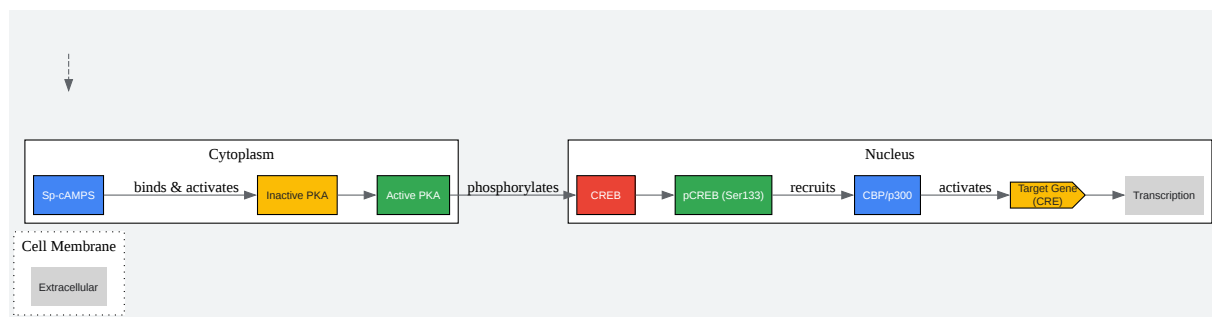 Cytoplasm
Nucleus
Sp-cAMPS
binds & activates
Inactive PKA
Active PKA
phosphorylates
CREB
pCREB (Ser133)
recruits
CBP/p300
activates
Target Gene
(CRE)
Transcription
Cell Membrane
Extracellular